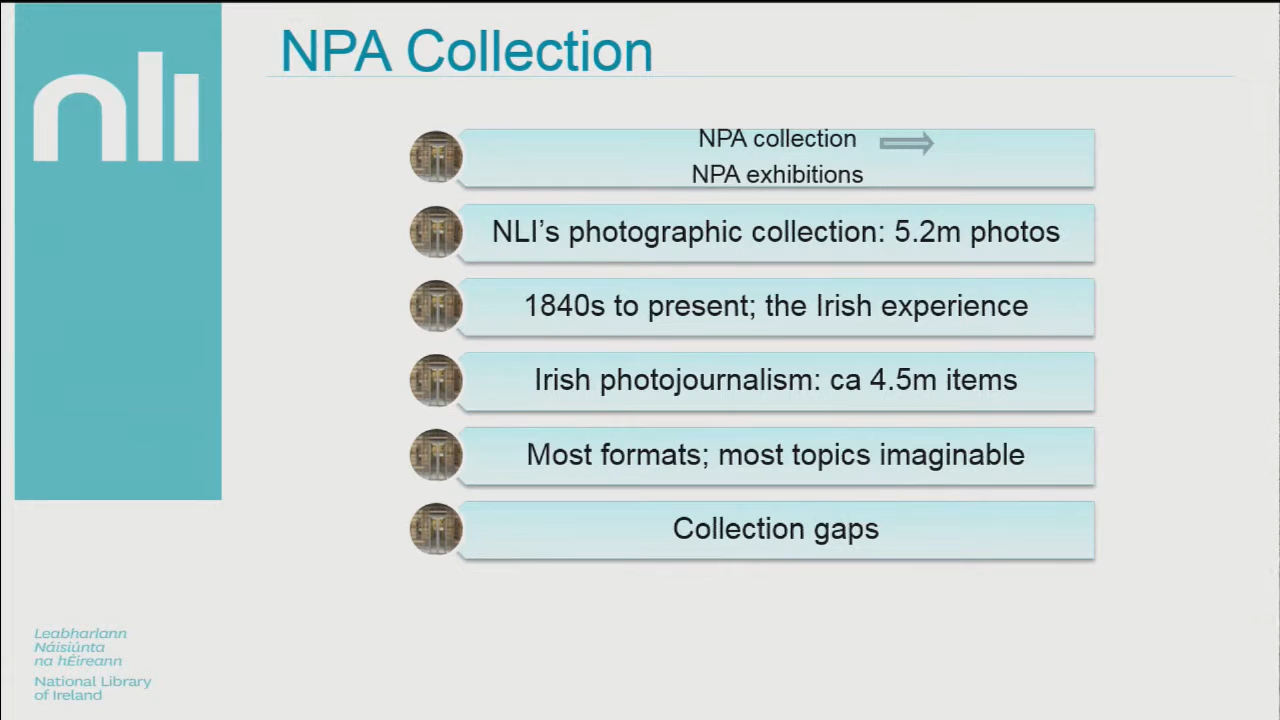 nli
NPA Collection
NPA collection
NPA exhibitions
NLI’s photographic collection: 5.2m photos
1840s to present; the Irish experience
Irish photojournalism: ca 4.5m items
Most formats; most topics imaginable
Collection gaps
Leabharlann
Náisiúnta
na hÉireann
National Library
of Ireland